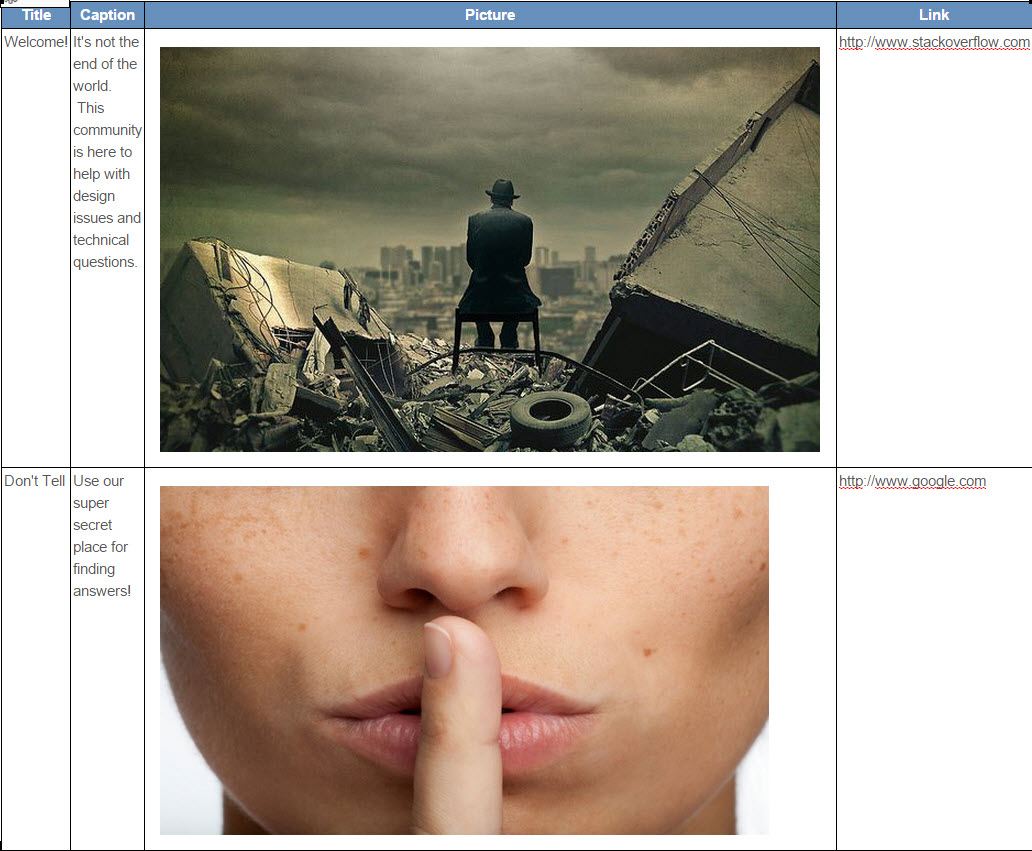 Title Caption Picture Link
Welcome!
It's not the
end of the
world.
This
community
is here to
help with
design
issues and
technical
questions.
http://www.stackoverflow.com
Don't Tell
Use our
super
secret
place for
finding
answers!
http://www.google.com